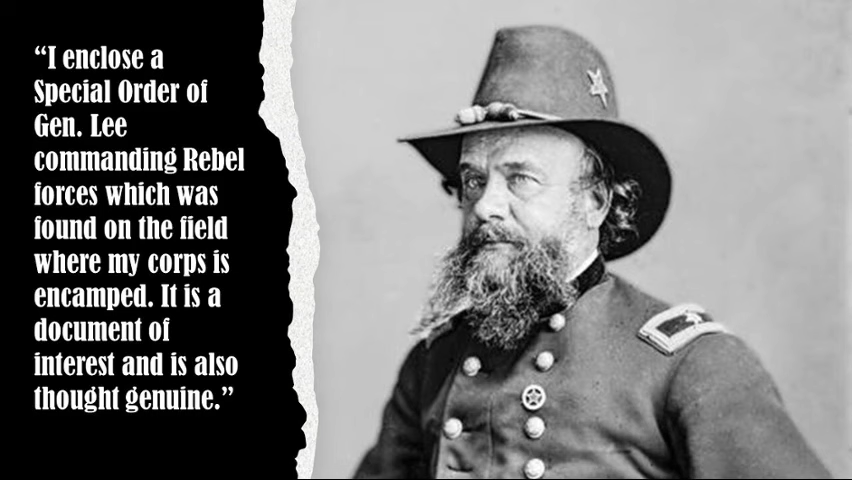 “I enclose a
Special Order of
Gen. Lee
commanding Rebel
forces which was
found on the field
where my corps is
encamped. It is a
document of
interest and is also
thought genuine.”